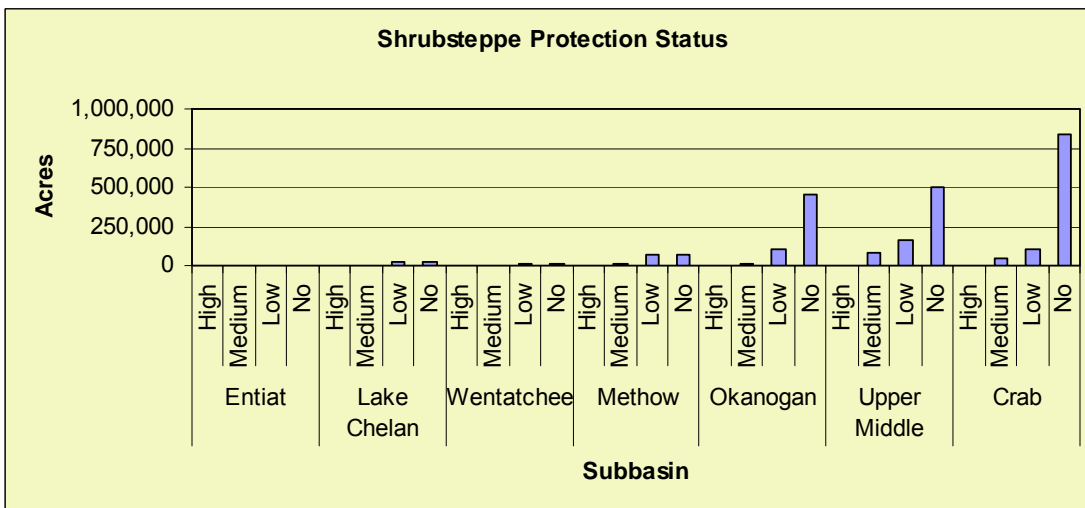 Shrubsteppe Protection Status
Acres
1,000,000
750,000
500,000
250,000
0
High Medium Low No High Medium Low No High Medium Low No High Medium Low No High Medium Low No High Medium Low No High Medium Low No
Entiat Lake Chelan Wentatchee Methow Okanogan Upper Middle Crab
Subbasin